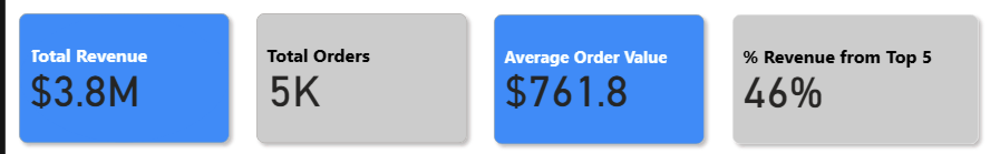 Total Revenue
$3.8M
Total Orders
5K
Average Order Value
$761.8
% Revenue from Top 5
46%